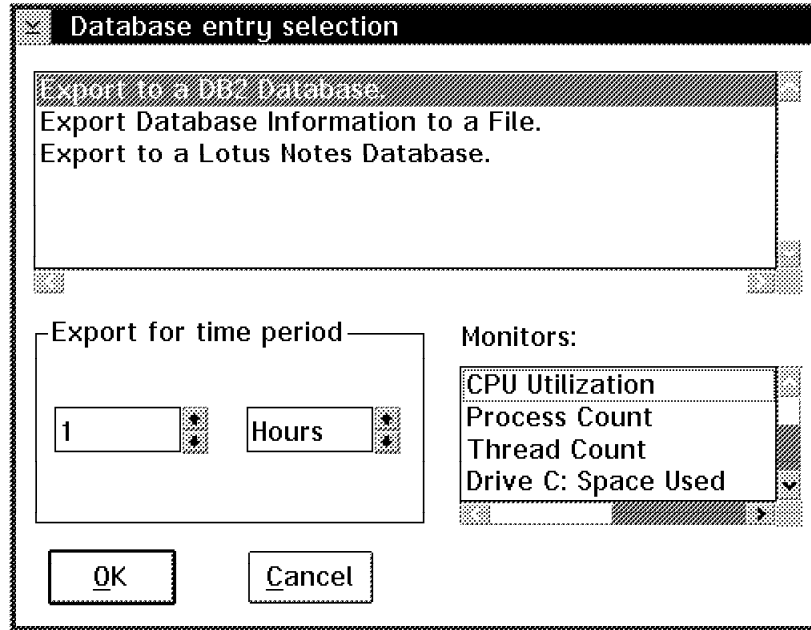 Database entry selection
Export to a DB2 Database.
Export Database Information to a File.
Export to a Lotus Notes Database.
Export for time period
Monitors:
1
Hours
CPU Utilization
Process Count
Thread Count
Drive C: Space Used
OK
Cancel